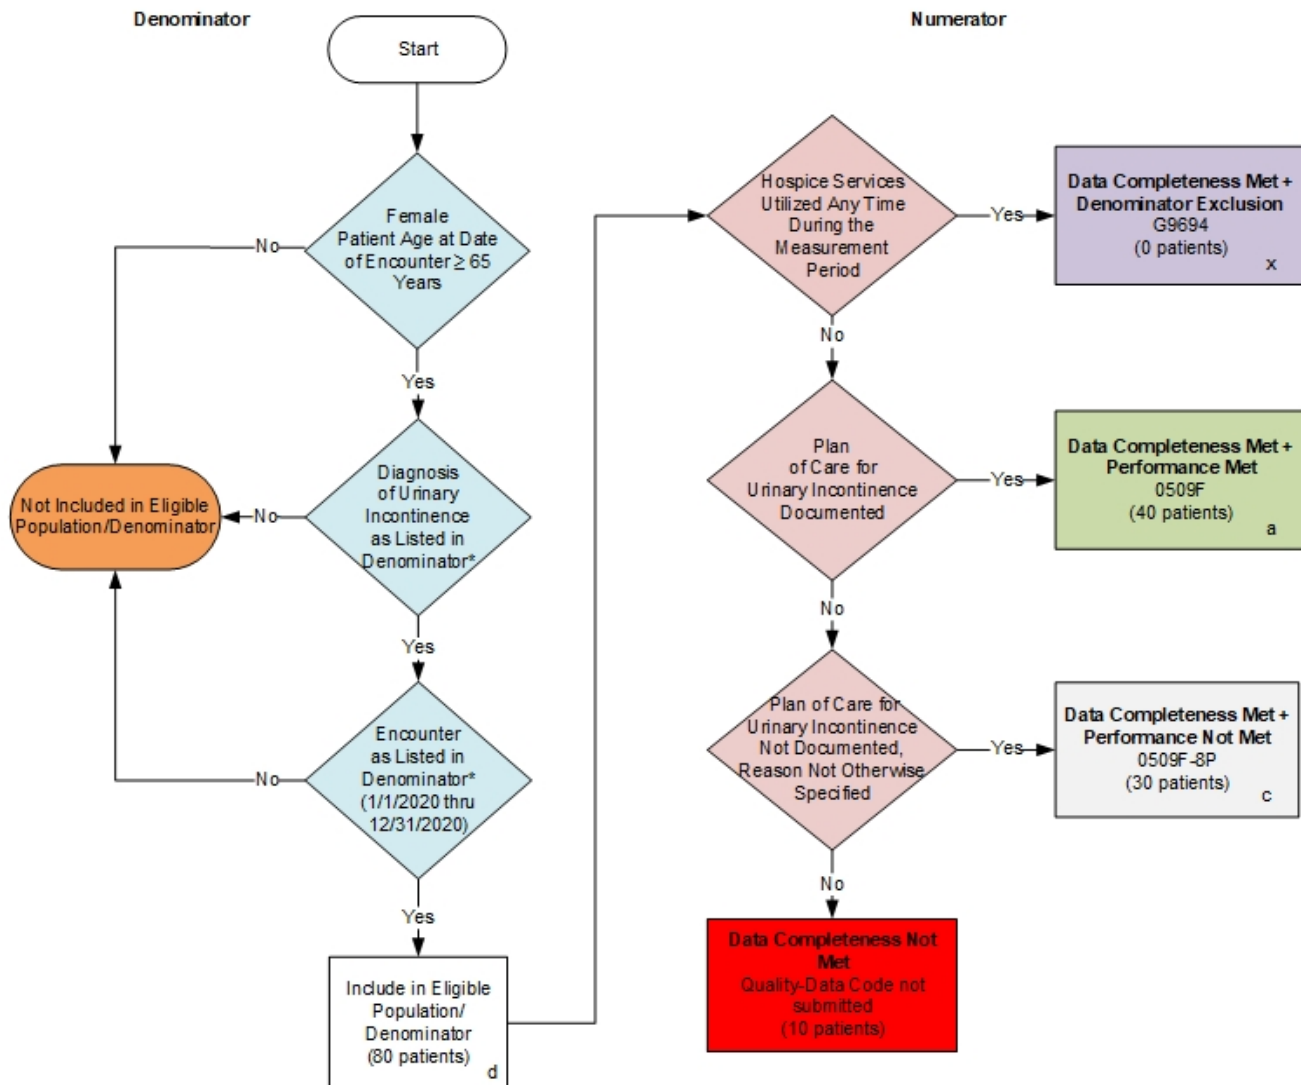 Denominator
Numerator
Start
Female
Patient Age at Date
of Encounter ≥ 65
Years
No
Yes
Diagnosis
of Urinary
Incontinence
as Listed in
Denominator*
No
Not Included in Eligible
Population/Denominator
Yes
Encounter
as Listed in
Denominator*
(1/1/2020 thru
12/31/2020)
No
Yes
Include in Eligible
Population/
Denominator
(80 patients)
d
Hospice Services
Utilized Any Time
During the
Measurement
Period
Yes
Data Completeness Met +
Denominator Exclusion
G9694
(0 patients)
x
No
Plan
of Care for
Urinary Incontinence
Documented
Yes
Data Completeness Met +
Performance Met
0509F
(40 patients)
a
No
Plan of Care for
Urinary Incontinence
Not Documented,
Reason Not Otherwise
Specified
Yes
Data Completeness Met +
Performance Not Met
0509F-8P
(30 patients)
c
No
Data Completeness Not
Met
Quality-Data Code not
submitted
(10 patients)